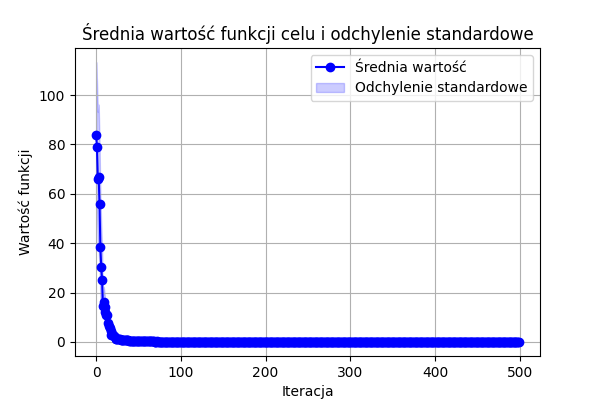 Średnia wartość funkcji celu i odchylenie standardowe
Średnia wartość
Odchylenie standardowe
Wartość funkcji
100
80
60
40
20
0
0 100 200 300 400 500
Iteracja